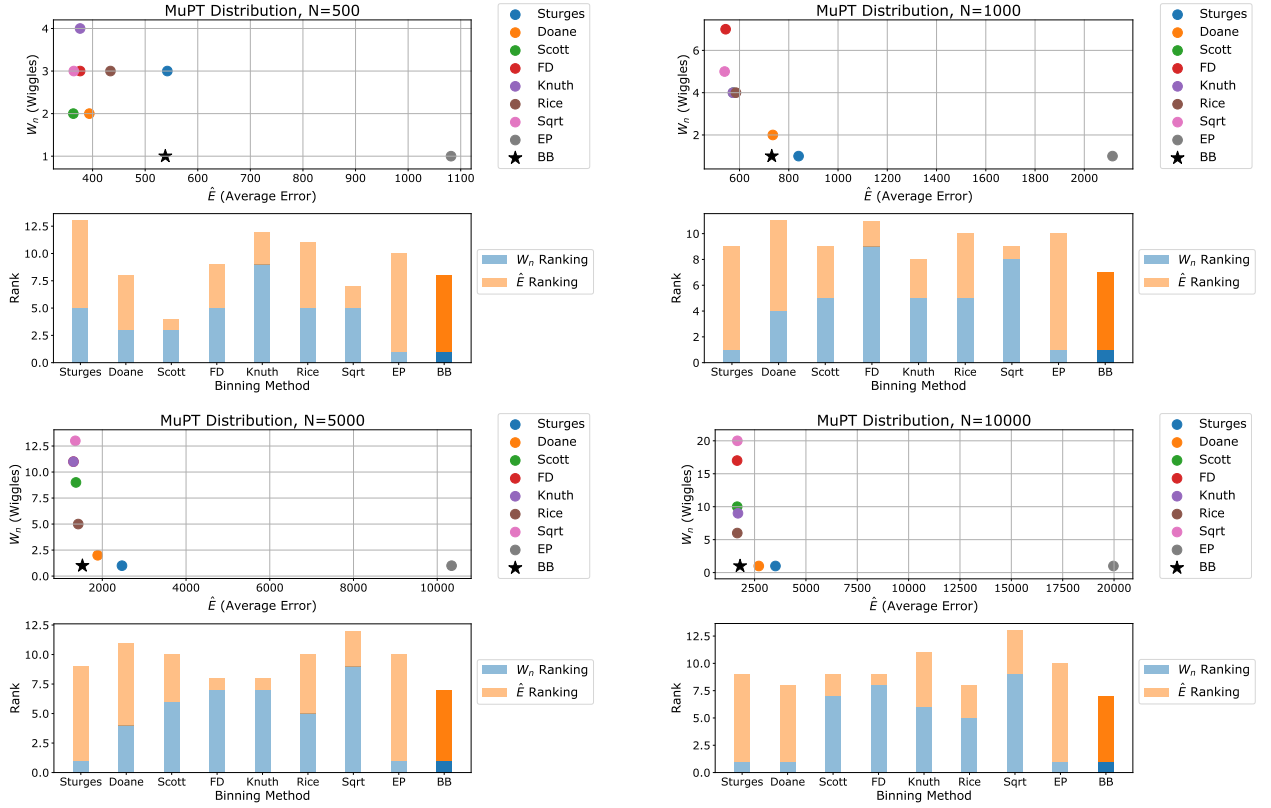 MuPT Distribution, N=500
4
3
2
1
W_n (Wiggles)
400 500 600 700 800 900 1000 1100
Ê (Average Error)
Sturges
Doane
Scott
FD
Knuth
Rice
Sqrt
EP
BB
12.5
10.0
7.5
5.0
2.5
0.0
Rank
Sturges Doane Scott FD Knuth Rice Sqrt EP BB
Binning Method
W_n Ranking
Ê Ranking
MuPT Distribution, N=1000
6
4
2
W_n (Wiggles)
600 800 1000 1200 1400 1600 1800 2000
Ê (Average Error)
Sturges
Doane
Scott
FD
Knuth
Rice
Sqrt
EP
BB
10
8
6
4
2
0
Rank
Sturges Doane Scott FD Knuth Rice Sqrt EP BB
Binning Method
W_n Ranking
Ê Ranking
MuPT Distribution, N=5000
12.5
10.0
7.5
5.0
2.5
0.0
W_n (Wiggles)
2000 4000 6000 8000 10000
Ê (Average Error)
Sturges
Doane
Scott
FD
Knuth
Rice
Sqrt
EP
BB
12.5
10.0
7.5
5.0
2.5
0.0
Rank
Sturges Doane Scott FD Knuth Rice Sqrt EP BB
Binning Method
W_n Ranking
Ê Ranking
MuPT Distribution, N=10000
20
15
10
5
0
W_n (Wiggles)
2500 5000 7500 10000 12500 15000 17500 20000
Ê (Average Error)
Sturges
Doane
Scott
FD
Knuth
Rice
Sqrt
EP
BB
12.5
10.0
7.5
5.0
2.5
0.0
Rank
Sturges Doane Scott FD Knuth Rice Sqrt EP BB
Binning Method
W_n Ranking
Ê Ranking